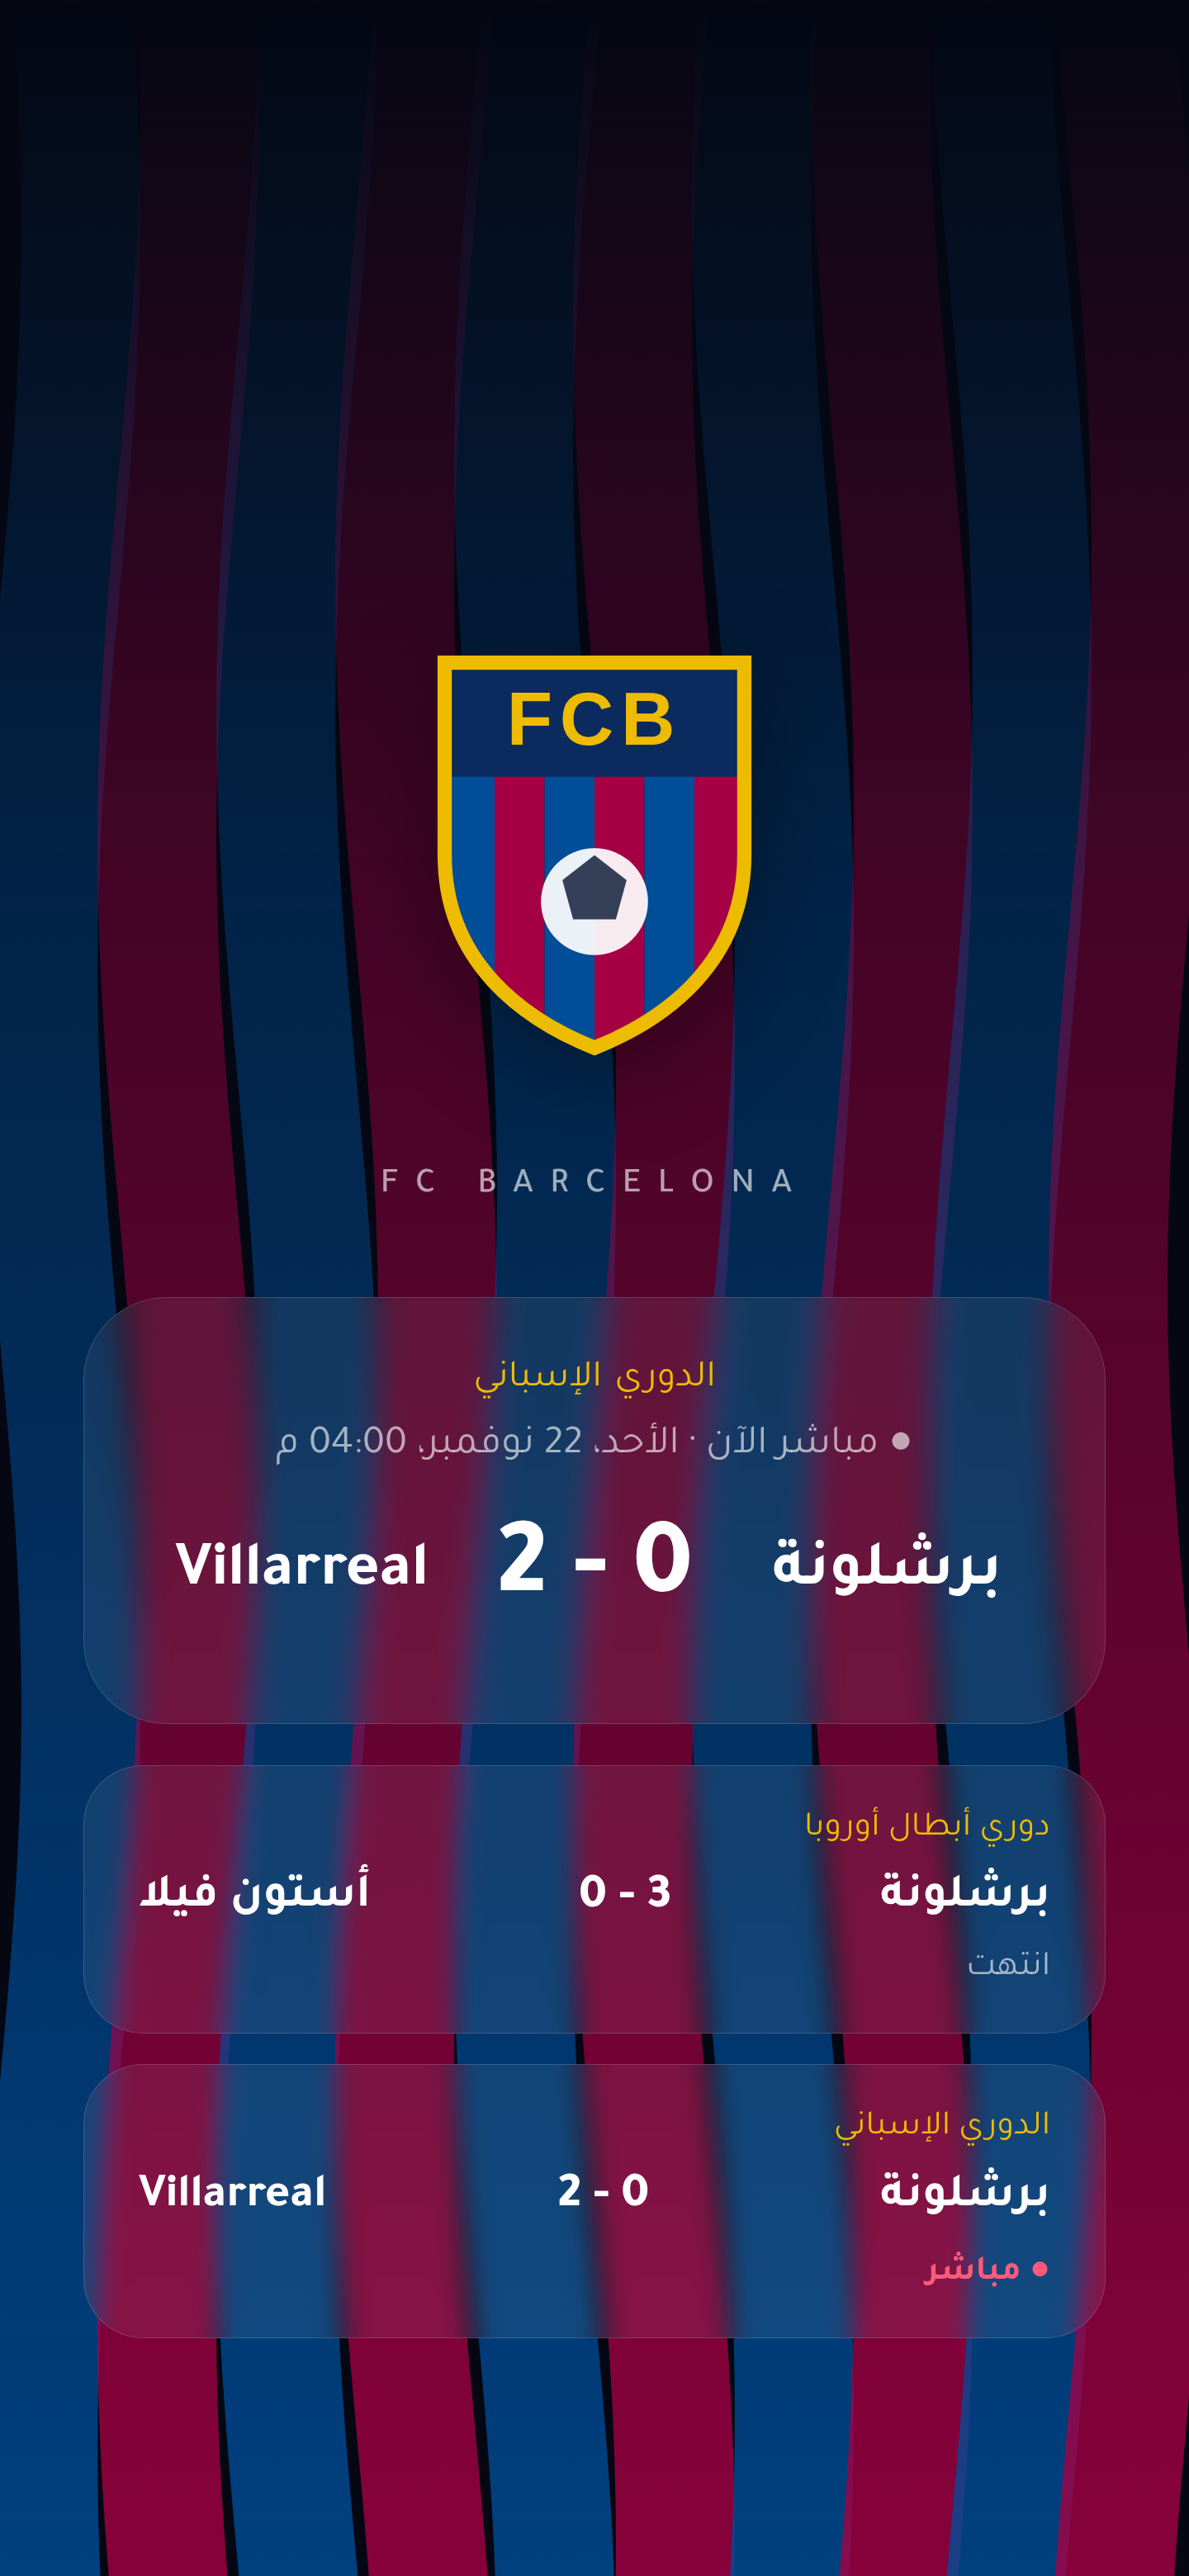 FCB
FC BARCELONA
الدوري الإسباني
● مباشر الآن · الأحد، 22 نوفمبر، 04:00 م
برشلونة 0 - 2 Villarreal
دوري أبطال أوروبا
برشلونة 3 - 0 أستون فيلا
انتهت
الدوري الإسباني
برشلونة 0 - 2 Villarreal
● مباشر